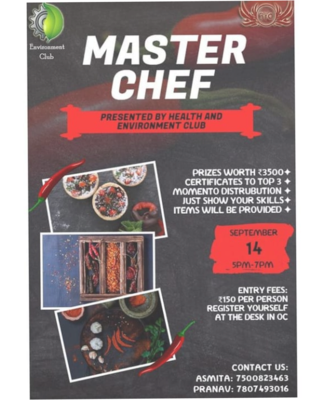 Environment
Club
MASTER
CHEF
PRESENTED BY HEALTH AND
ENVIRONMENT CLUB
PRIZES WORTH ₹3500+
CERTIFICATES TO TOP 3
MOMENTO DISTRUBUTION
JUST SHOW YOUR SKILLS
ITEMS WILL BE PROVIDED
SEPTEMBER
14
5PM-7PM
ENTRY FEES:
₹150 PER PERSON
REGISTER YOURSELF
AT THE DESK IN OC
CONTACT US:
ASMITA: 7500823463
PRANAV: 7807493016